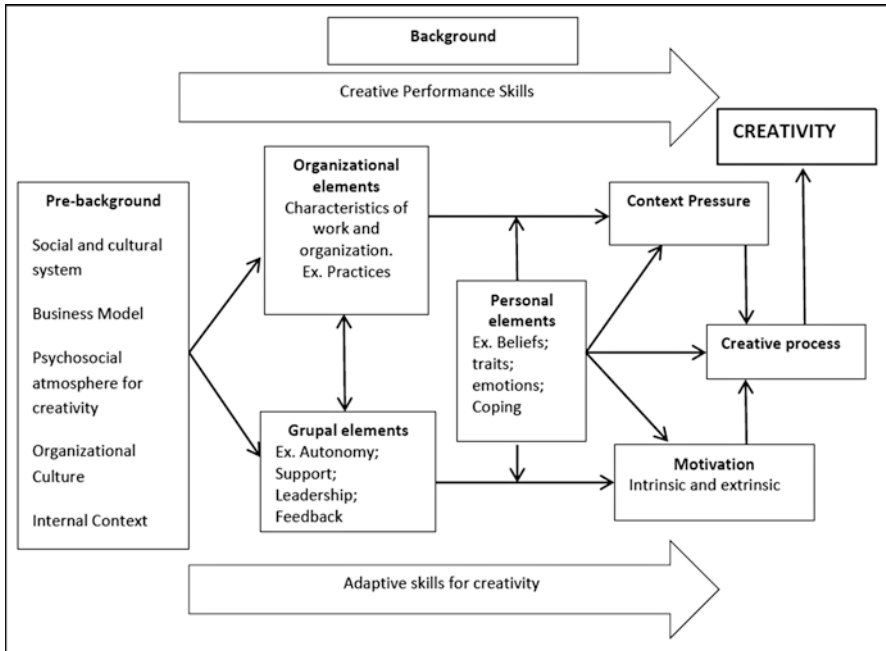 Background
Creative Performance Skills
CREATIVITY
Pre-background
Social and cultural
system
Business Model
Psychosocial
atmosphere for
creativity
Organizational
Culture
Internal Context
Organizational
elements
Characteristics of
work and
organization.
Ex. Practices
Grupal elements
Ex. Autonomy;
Support;
Leadership;
Feedback
Personal
elements
Ex. Beliefs;
traits;
emotions;
Coping
Context Pressure
Creative process
Motivation
Intrinsic and extrinsic
Adaptive skills for creativity